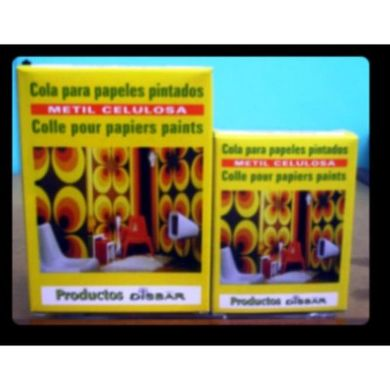 Cola para papeles pintados
METIL CELULOSA
Colle pour papiers paints
Productos DISBAR
Cola para papeles pintados
METIL CELULOSA
Colle pour papiers paints
Productos DISBAR